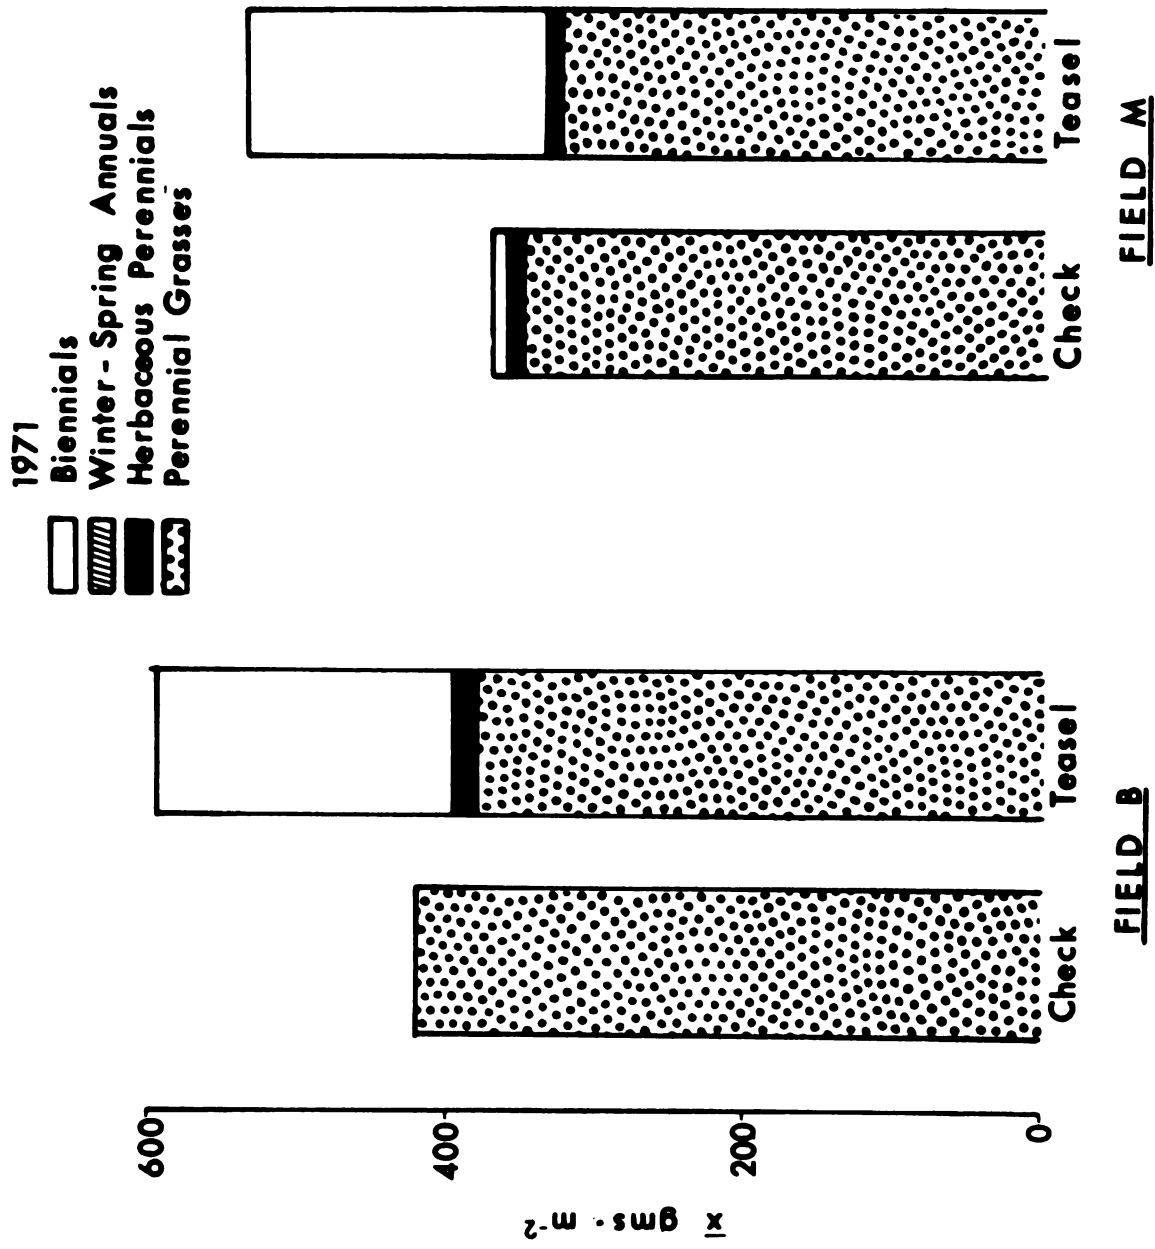 1971
Biennials
Winter-Spring Annuals
Herbaceous Perennials
Perennial Grasses
x̅ gms · m⁻²
600
400
200
0
Check
Teasel
Check
Teasel
FIELD B
FIELD M